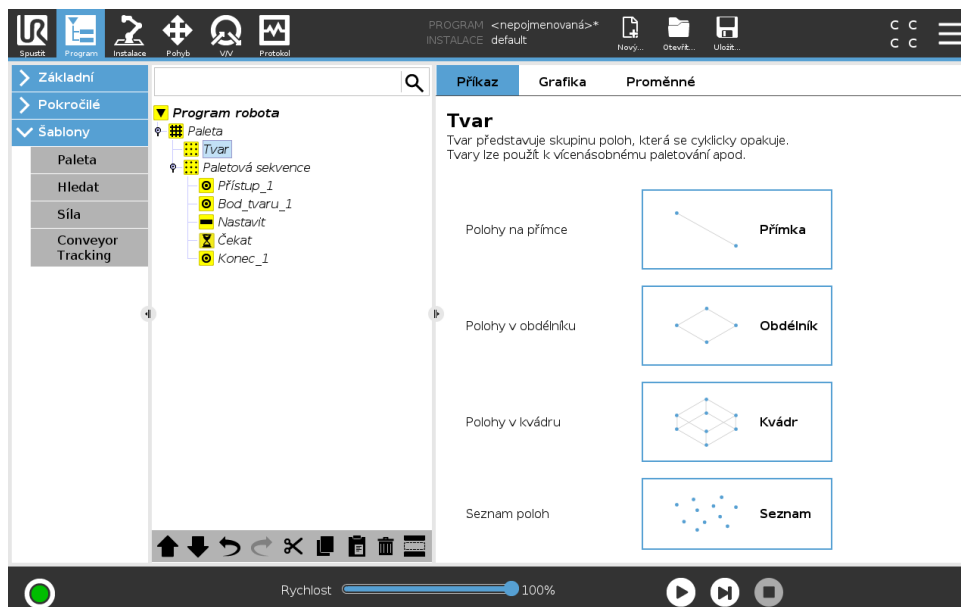 UR
PROGRAM <nepojmenovaná>*
INSTALACE default
Spustit Program Instalace Pohyb V/V Protokol
Nový... Otevřít... Uložit...
C C
C C
Základní
Pokročilé
Šablony
Paleta
Hledat
Síla
Conveyor
Tracking
Program robota
Paleta
Tvar
Paletová sekvence
Přístup_1
Bod_tvaru_1
Nastavit
Čekat
Konec_1
Příkaz Grafika Proměnné
Tvar
Tvar představuje skupinu poloh, která se cyklicky opakuje.
Tvary lze použít k vícenásobnému paletování apod.
Polohy na přímce Přímka
Polohy v obdélníku Obdélník
Polohy v kvádru Kvádr
Seznam poloh Seznam
Rychlost 100%